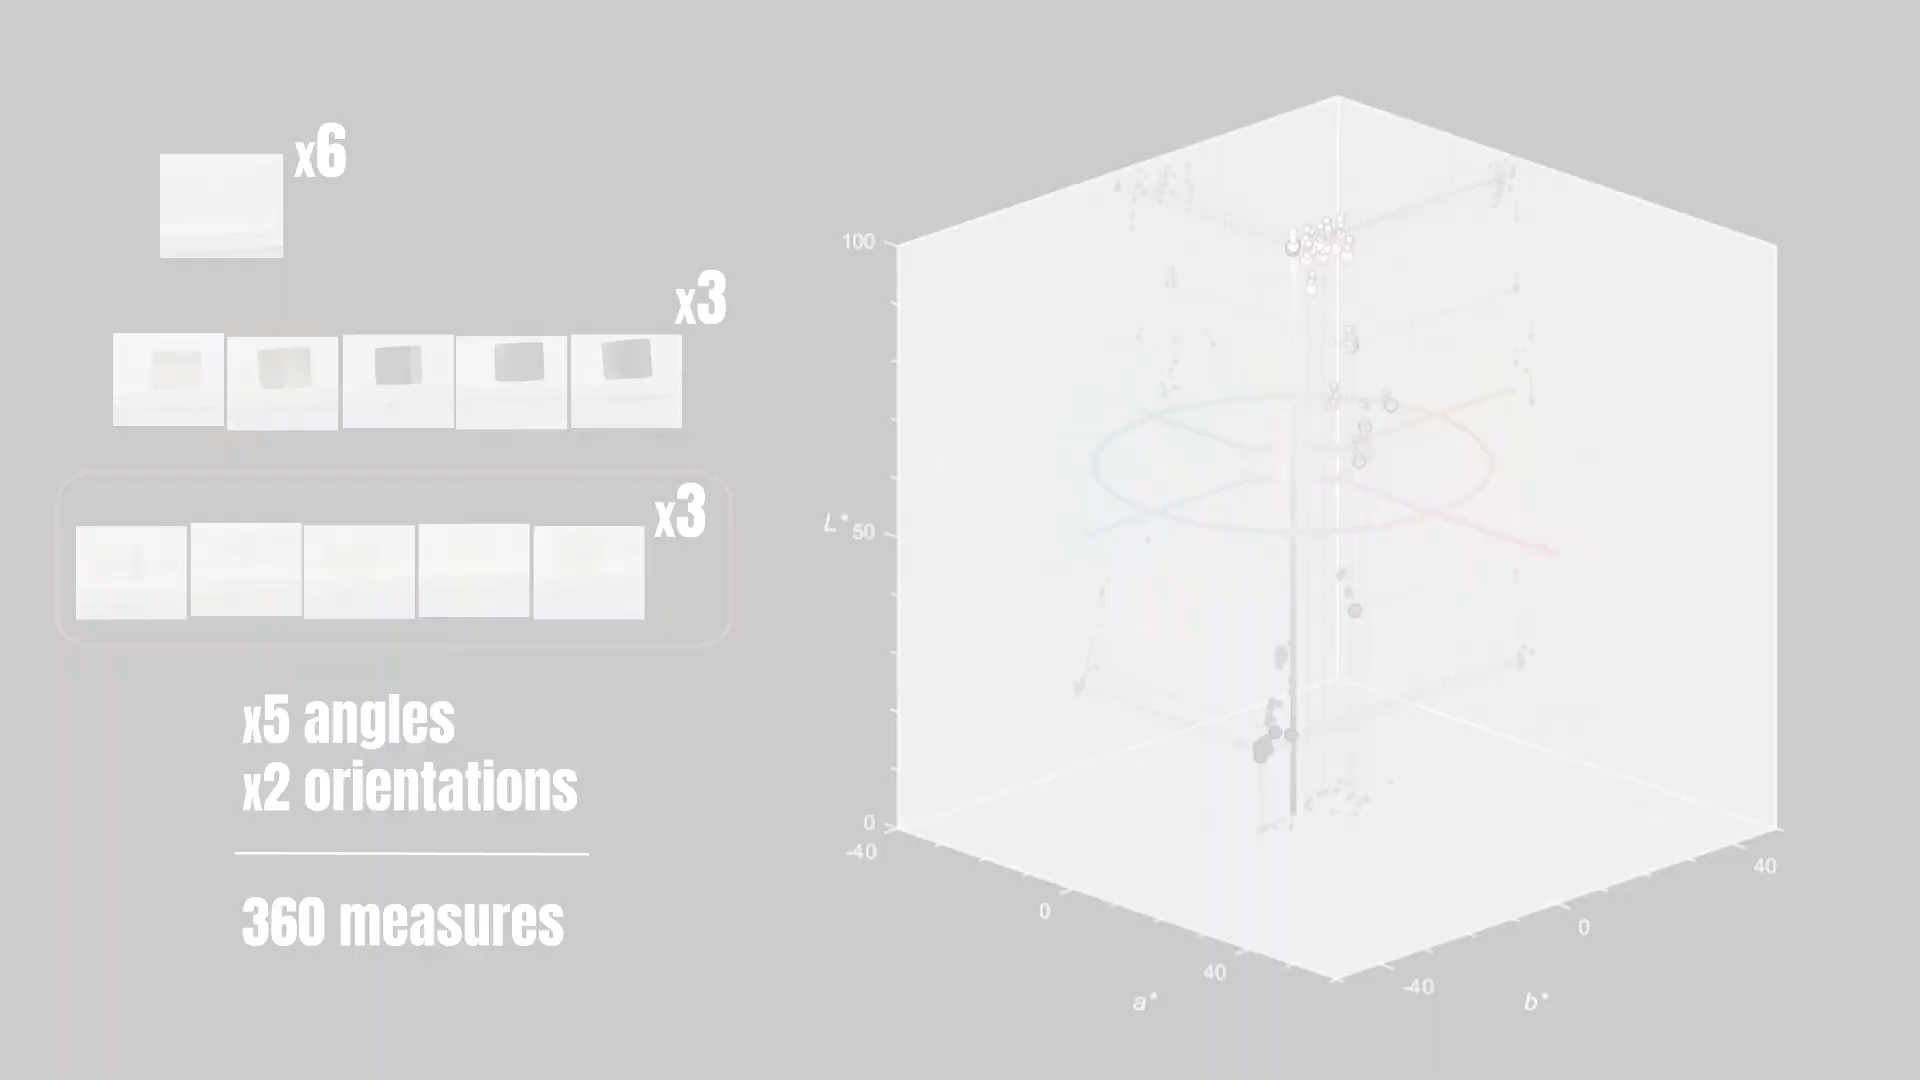 x6
x3
x3
x5 angles
x2 orientations
360 measures
100
L* 50
0
-40
0
40
a*
-40
0
40
b*